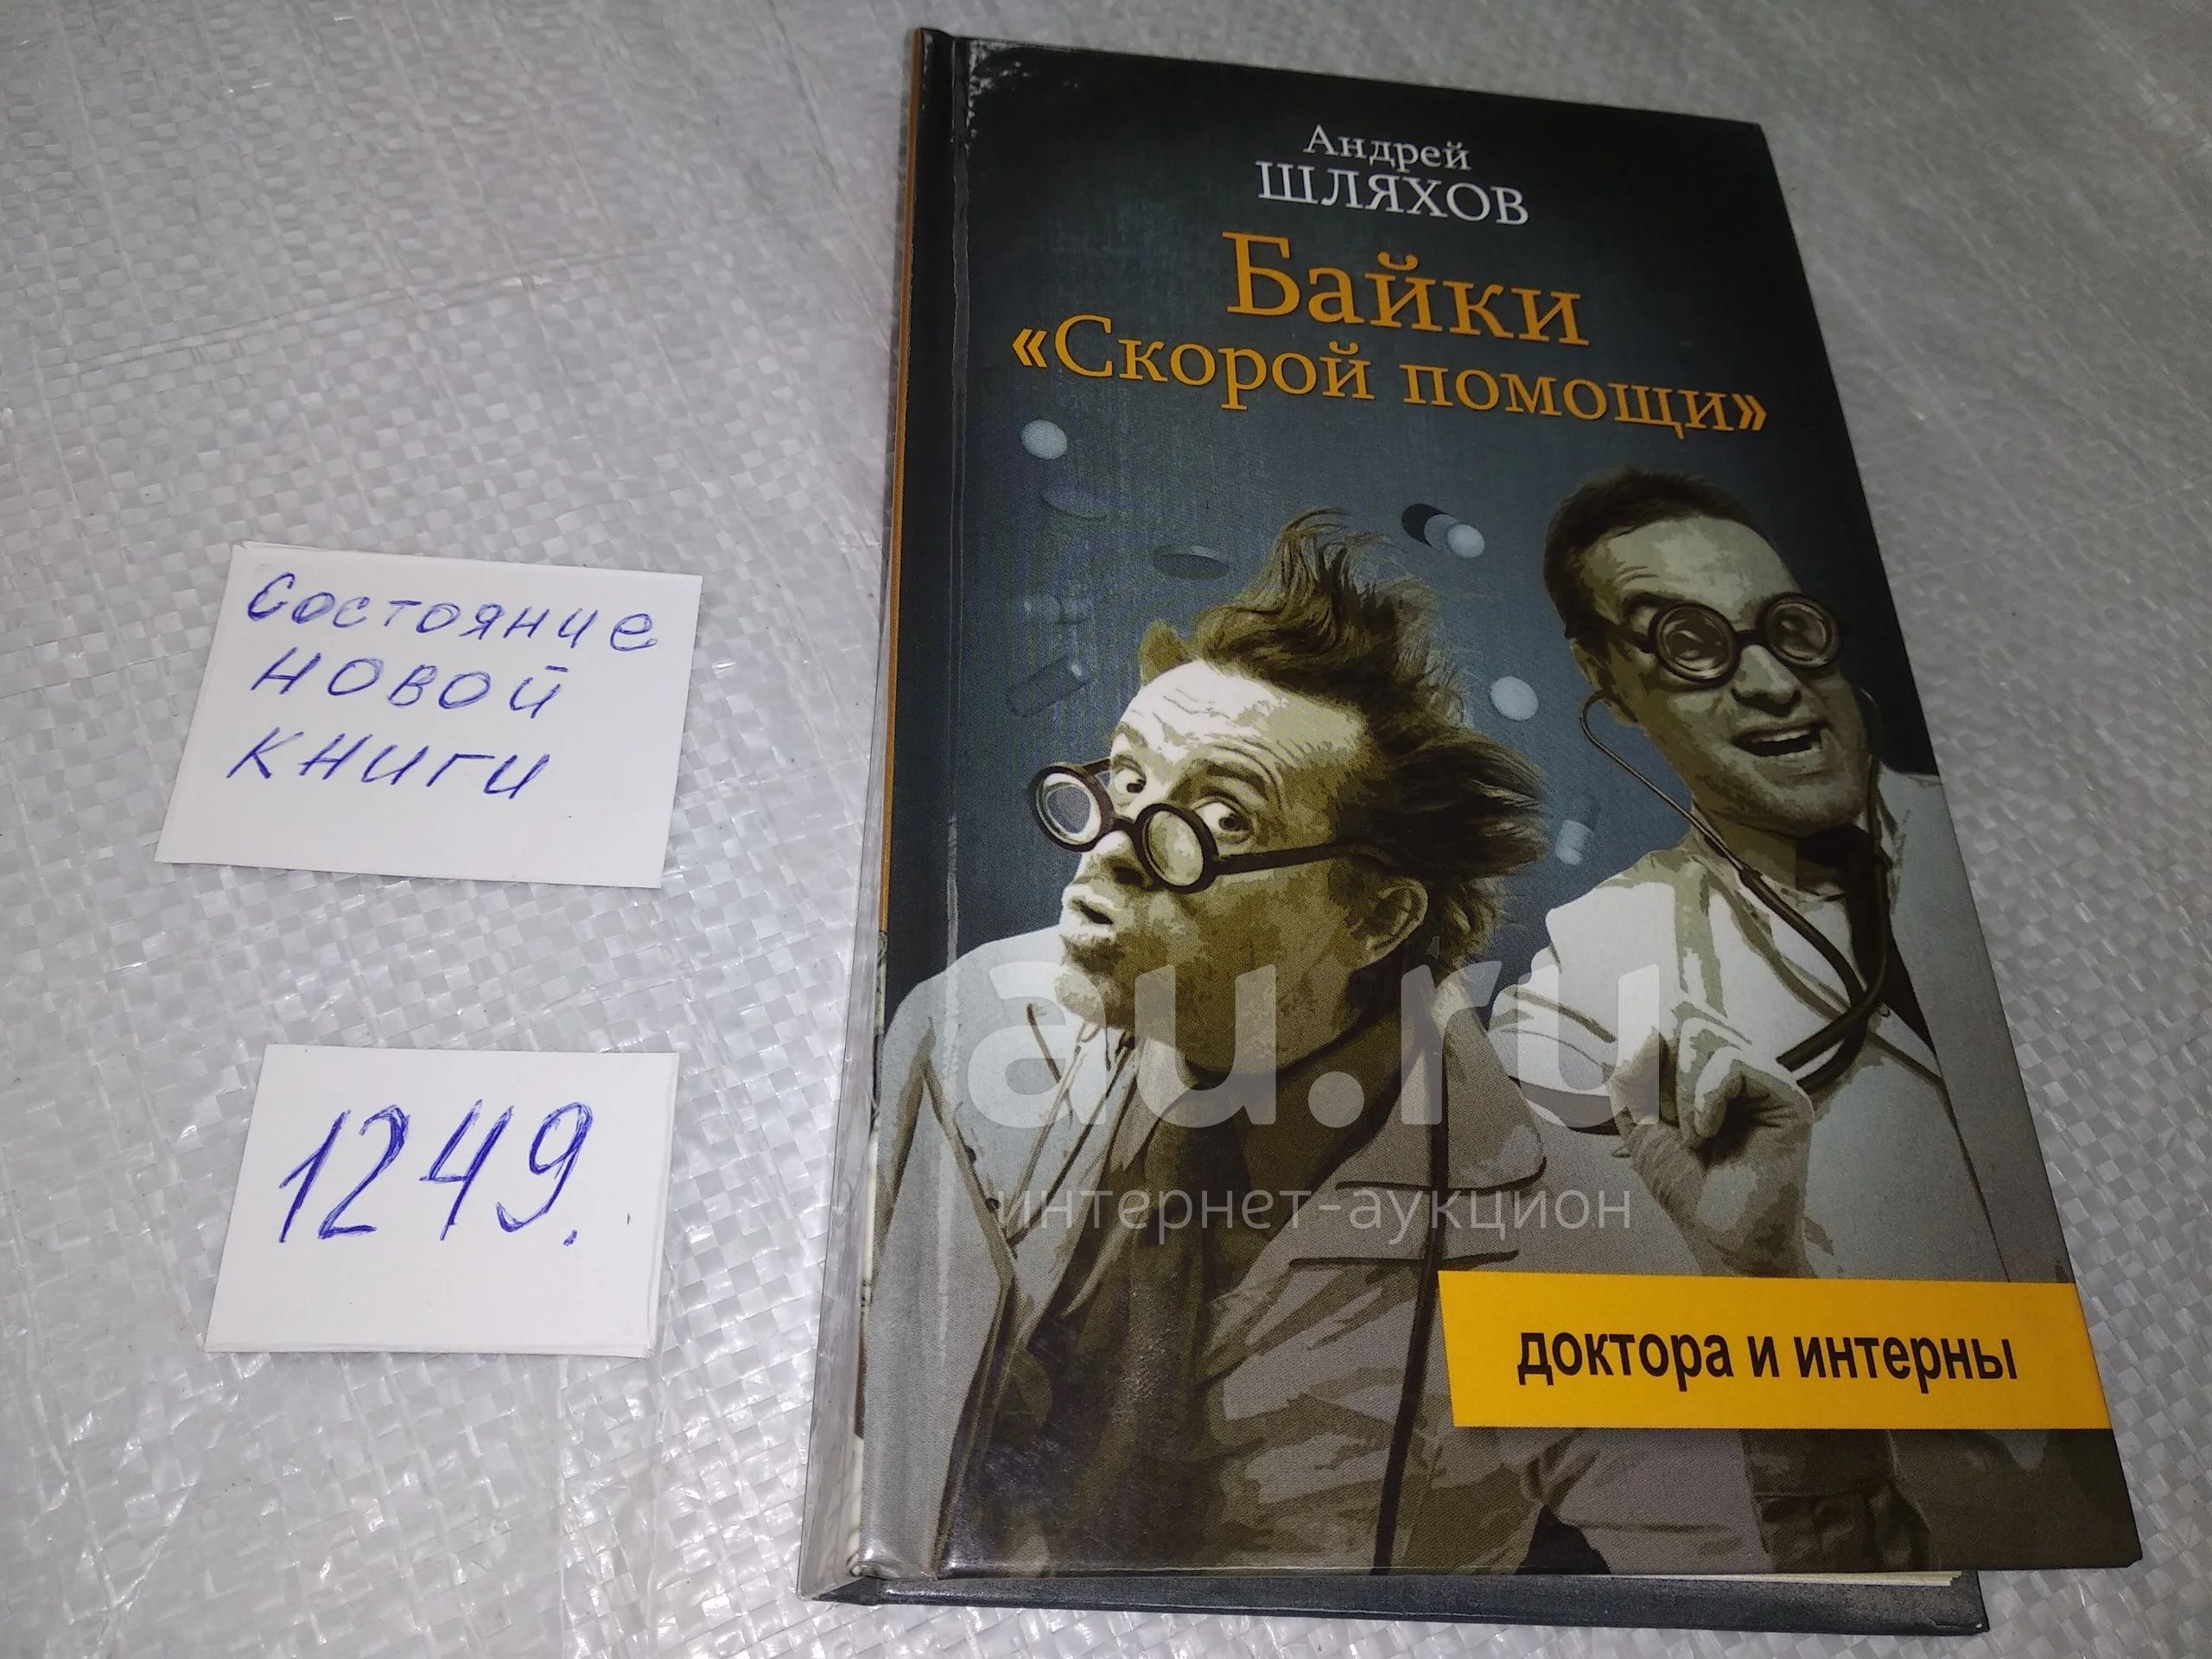 Андрей
ШЛЯХОВ
Байки
«Скорой помощи»
доктора и интерны
состояние
новой
книги
1249.
au.ru
интернет-аукцион